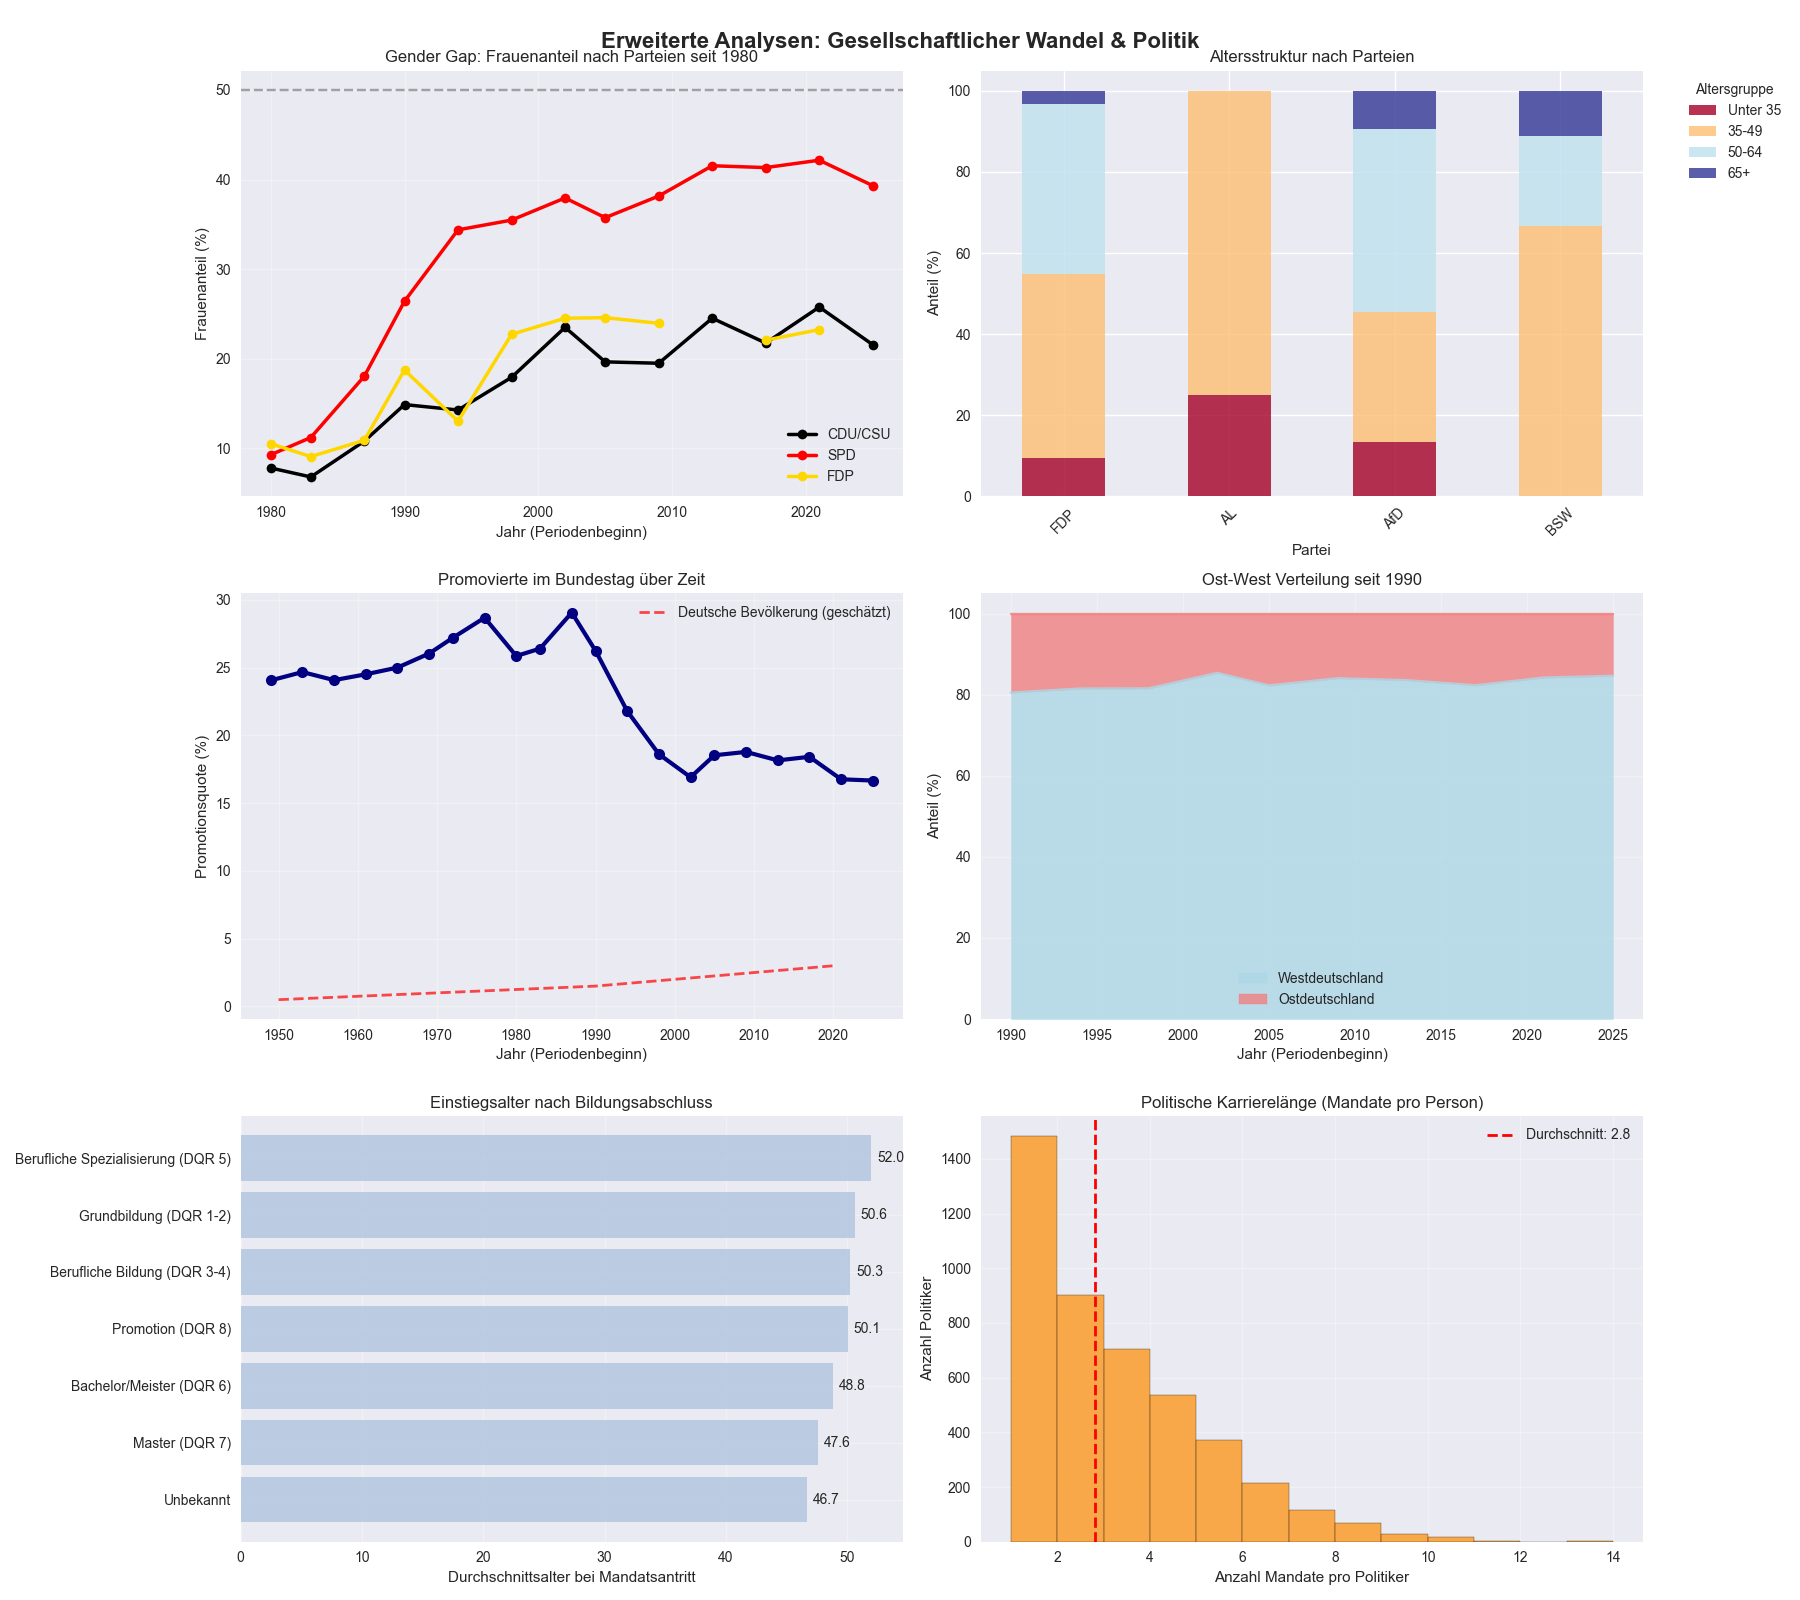 Erweiterte Analysen: Gesellschaftlicher Wandel & Politik
Gender Gap: Frauenanteil nach Parteien seit 1980
Frauenanteil (%)
50
40
30
20
10
1980 1990 2000 2010 2020
Jahr (Periodenbeginn)
CDU/CSU
SPD
FDP
Altersstruktur nach Parteien
Anteil (%)
100
80
60
40
20
0
FDP AL AfD BSW
Partei
Altersgruppe
Unter 35
35-49
50-64
65+
Promovierte im Bundestag über Zeit
Promotionsquote (%)
30
25
20
15
10
5
0
1950 1960 1970 1980 1990 2000 2010 2020
Jahr (Periodenbeginn)
Deutsche Bevölkerung (geschätzt)
Ost-West Verteilung seit 1990
Anteil (%)
100
80
60
40
20
0
1990 1995 2000 2005 2010 2015 2020 2025
Jahr (Periodenbeginn)
Westdeutschland
Ostdeutschland
Einstiegsalter nach Bildungsabschluss
Berufliche Spezialisierung (DQR 5) 52.0
Grundbildung (DQR 1-2) 50.6
Berufliche Bildung (DQR 3-4) 50.3
Promotion (DQR 8) 50.1
Bachelor/Meister (DQR 6) 48.8
Master (DQR 7) 47.6
Unbekannt 46.7
0 10 20 30 40 50
Durchschnittsalter bei Mandatsantritt
Politische Karrierelänge (Mandate pro Person)
Anzahl Politiker
1400
1200
1000
800
600
400
200
0
2 4 6 8 10 12 14
Anzahl Mandate pro Politiker
Durchschnitt: 2.8